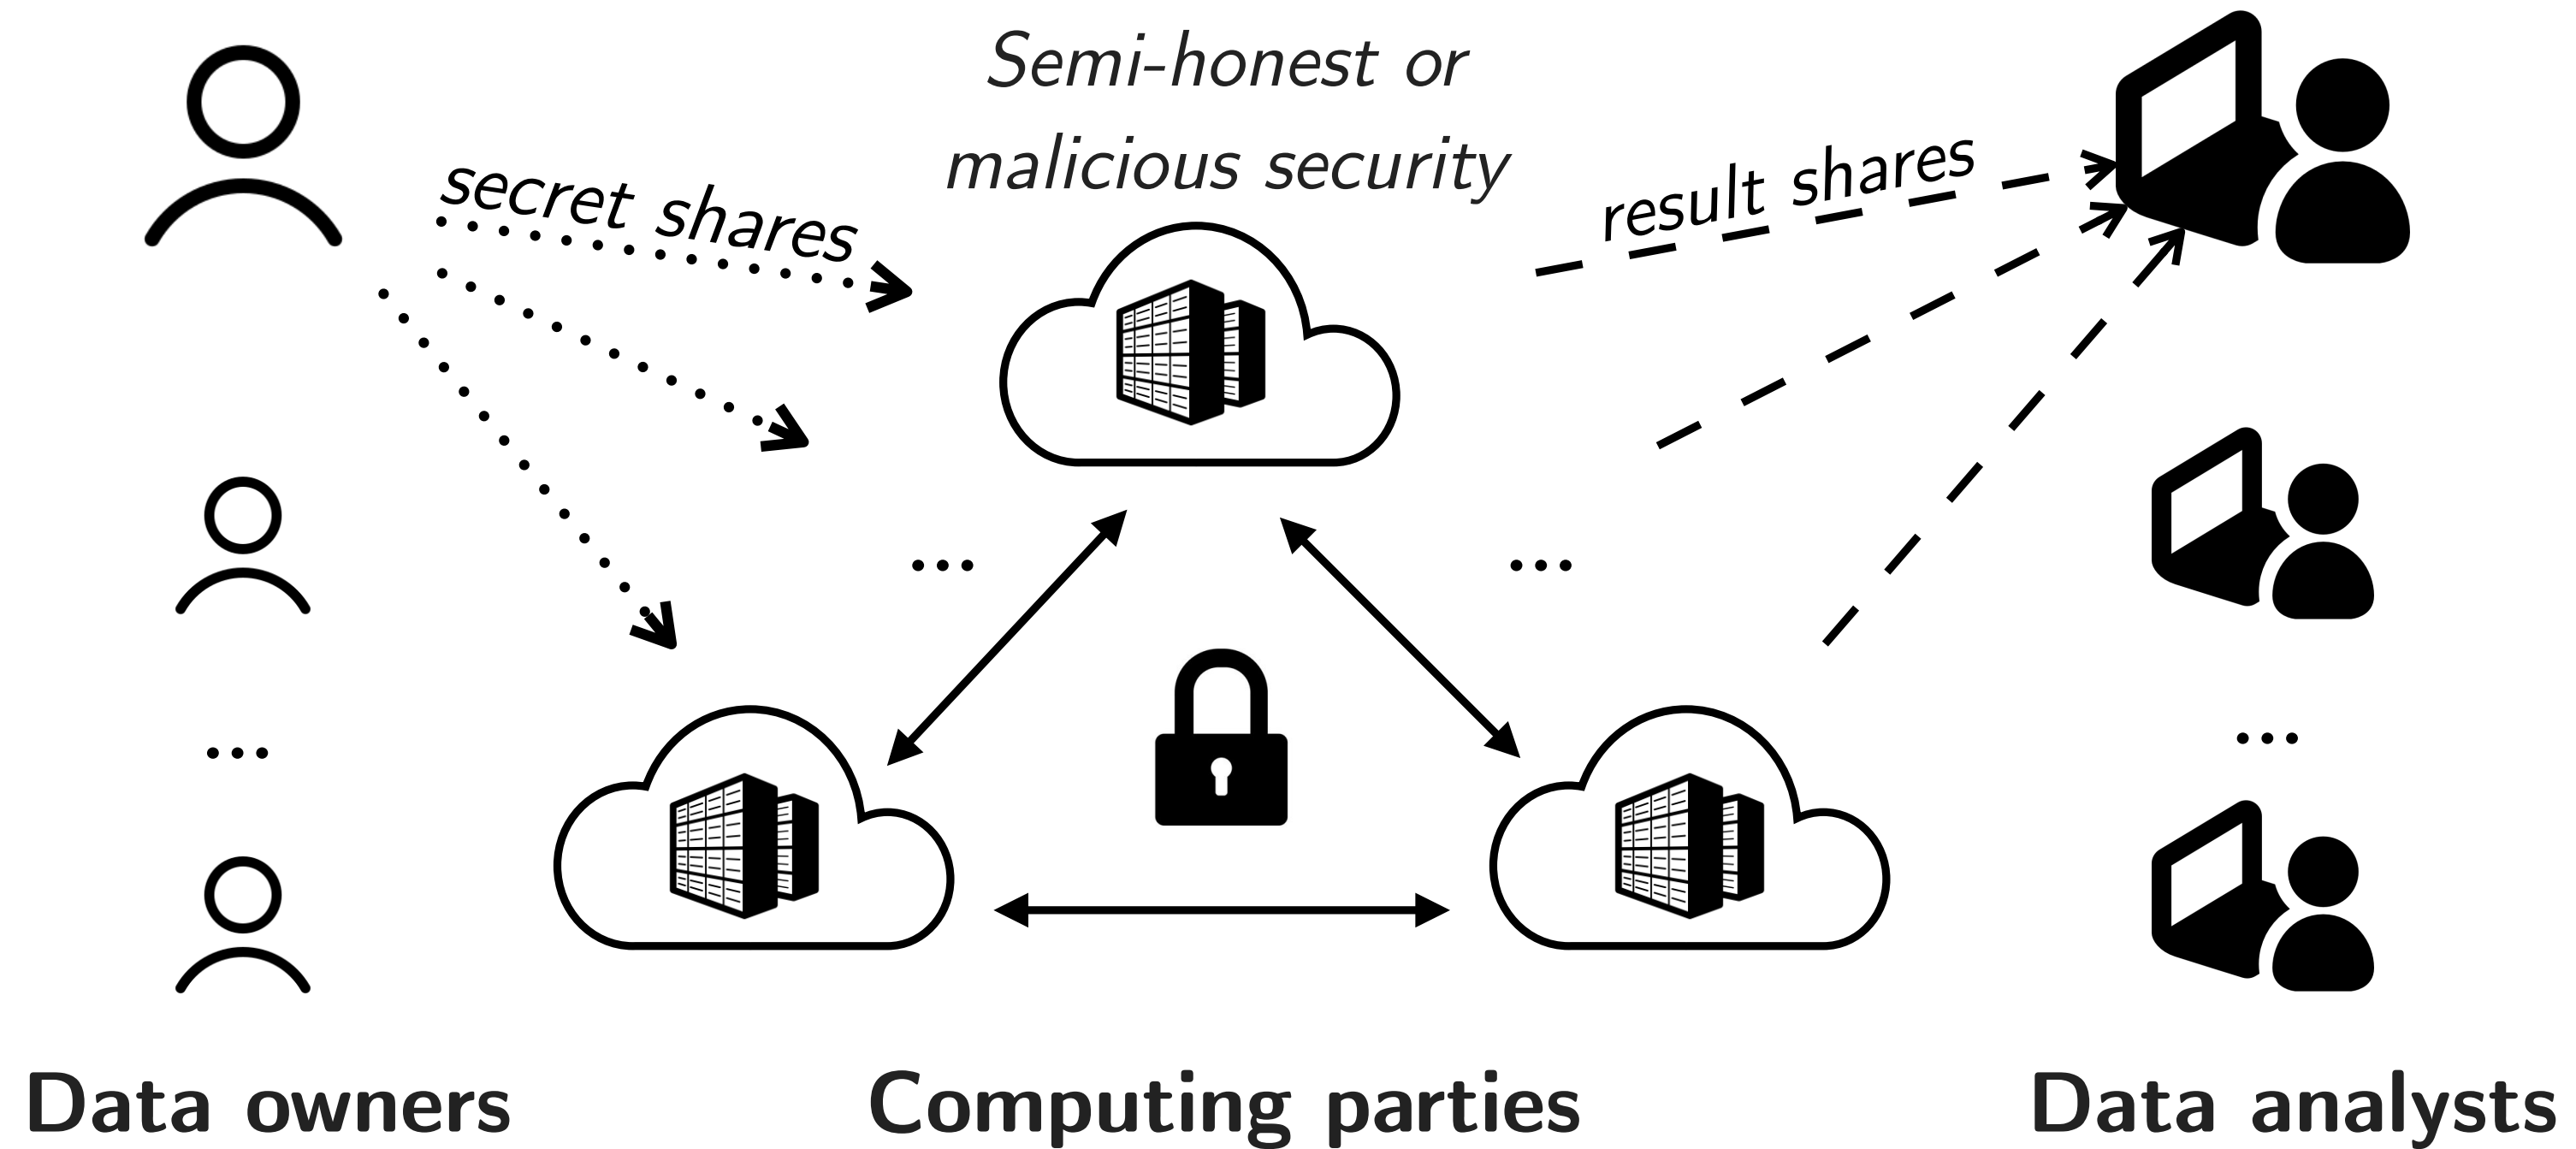 Semi-honest or
malicious security
secret shares
result shares
...
...
...
...
Data owners
Computing parties
Data analysts